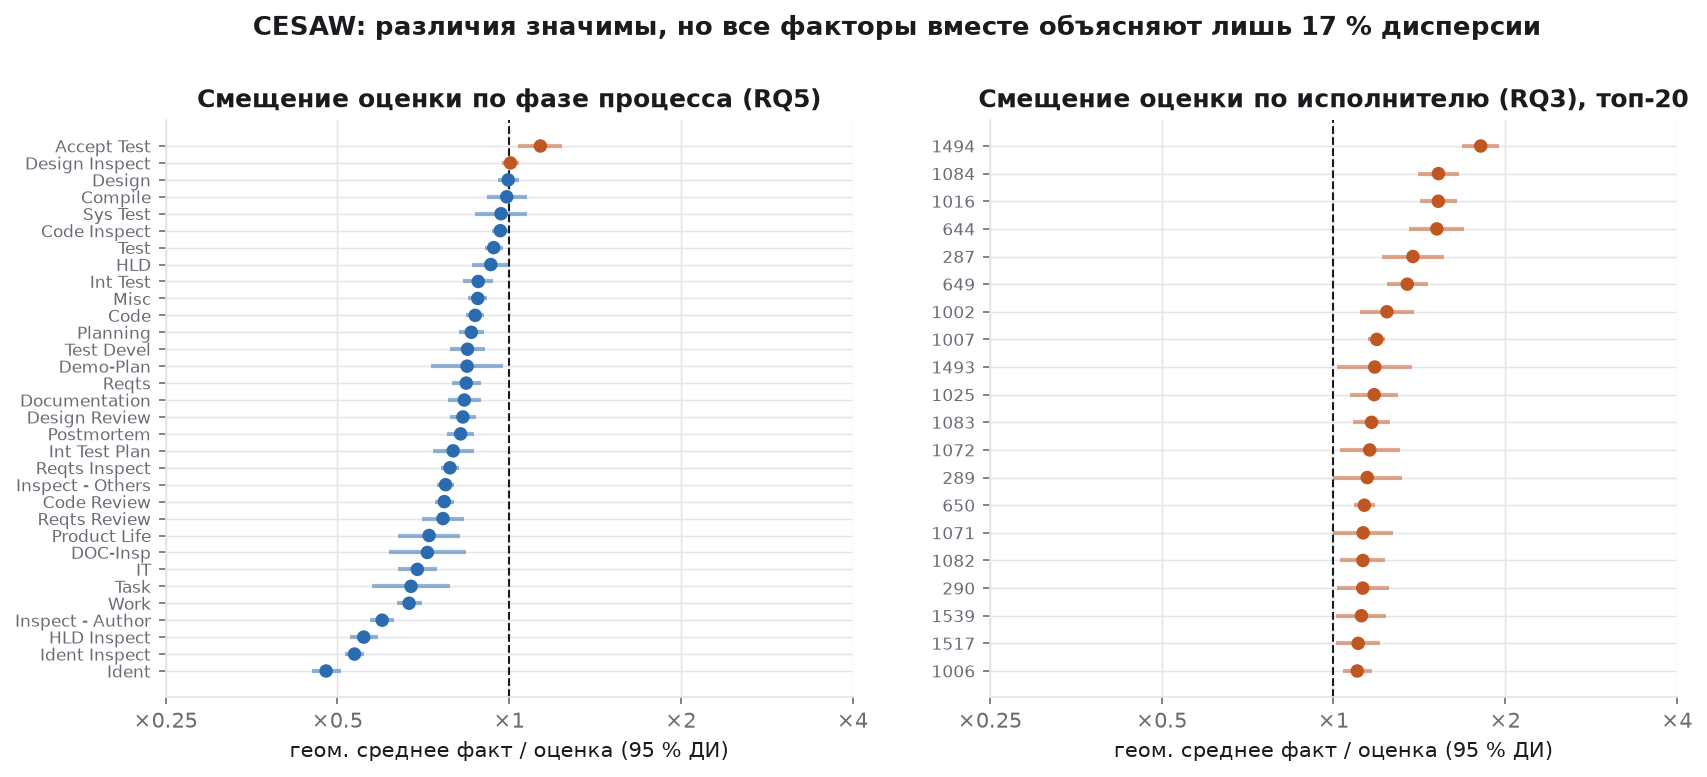 CESAW: различия значимы, но все факторы вместе объясняют лишь 17 % дисперсии
Смещение оценки по фазе процесса (RQ5)
Accept Test
Design Inspect
Design
Compile
Sys Test
Code Inspect
Test
HLD
Int Test
Misc
Code
Planning
Test Devel
Demo-Plan
Reqts
Documentation
Design Review
Postmortem
Int Test Plan
Reqts Inspect
Inspect - Others
Code Review
Reqts Review
Product Life
DOC-Insp
IT
Task
Work
Inspect - Author
HLD Inspect
Ident Inspect
Ident
×0.25 ×0.5 ×1 ×2 ×4
геом. среднее факт / оценка (95 % ДИ)
Смещение оценки по исполнителю (RQ3), топ-20
1494
1084
1016
644
287
649
1002
1007
1493
1025
1083
1072
289
650
1071
1082
290
1539
1517
1006
×0.25 ×0.5 ×1 ×2 ×4
геом. среднее факт / оценка (95 % ДИ)